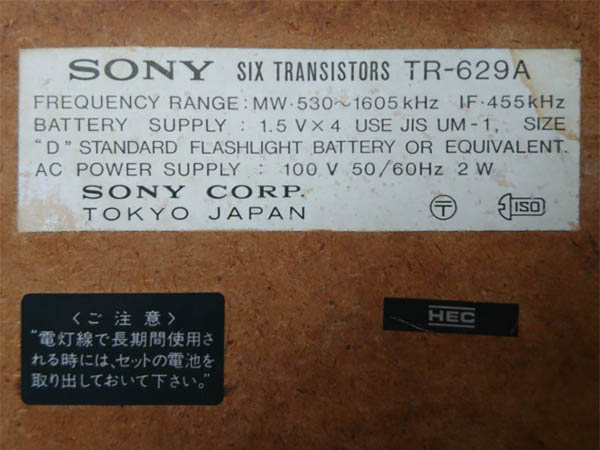 SONY SIX TRANSISTORS TR-629A
FREQUENCY RANGE: MW·530~1605kHz IF·455kHz
BATTERY SUPPLY : 1.5 V×4 USE JIS UM-1, SIZE
"D" STANDARD FLASHLIGHT BATTERY OR EQUIVALENT.
AC POWER SUPPLY : 100 V 50/60Hz 2 W
SONY CORP.
TOKYO JAPAN 〒 ISO
HEC
〈ご注意〉
“電灯線で長期間使用さ
れる時には、セットの電池を
取り出しておいて下さい。”